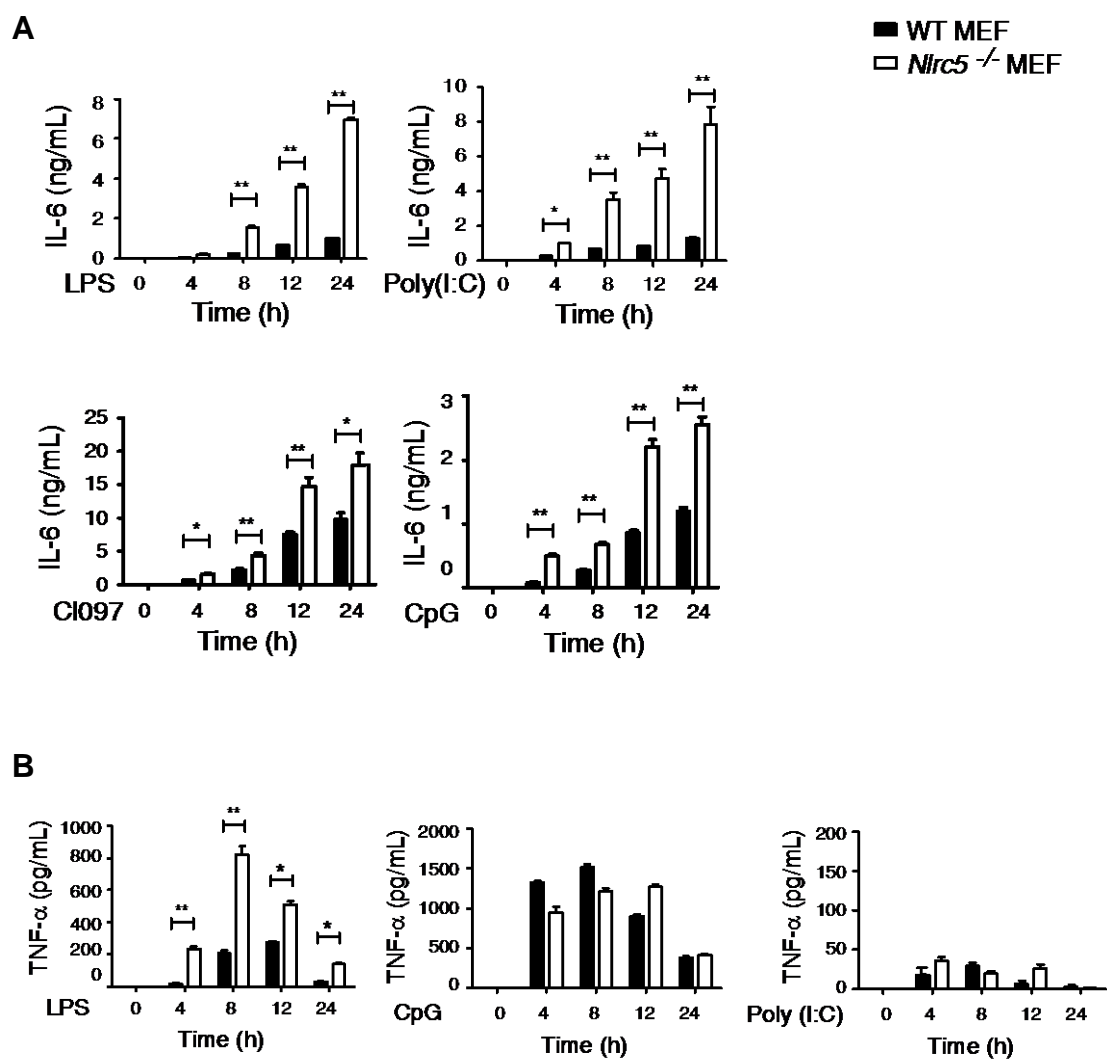 A
WT MEF
Nlrc5 -/- MEF
IL-6 (ng/mL)
8
6
4
2
0
** ** ** **
LPS 0 4 8 12 24
Time (h)
IL-6 (ng/mL)
10
8
6
4
2
0
* ** ** **
Poly(I:C) 0 4 8 12 24
Time (h)
IL-6 (ng/mL)
25
20
15
10
5
0
* ** ** *
Cl097 0 4 8 12 24
Time (h)
IL-6 (ng/mL)
3
2
1
0
** ** ** **
CpG 0 4 8 12 24
Time (h)
B
TNF-α (pg/mL)
1000
800
600
400
200
0
** ** * *
LPS 0 4 8 12 24
Time (h)
TNF-α (pg/mL)
2000
1500
1000
500
0
CpG 0 4 8 12 24
Time (h)
TNF-α (pg/mL)
200
150
100
50
0
Poly (I:C) 0 4 8 12 24
Time (h)